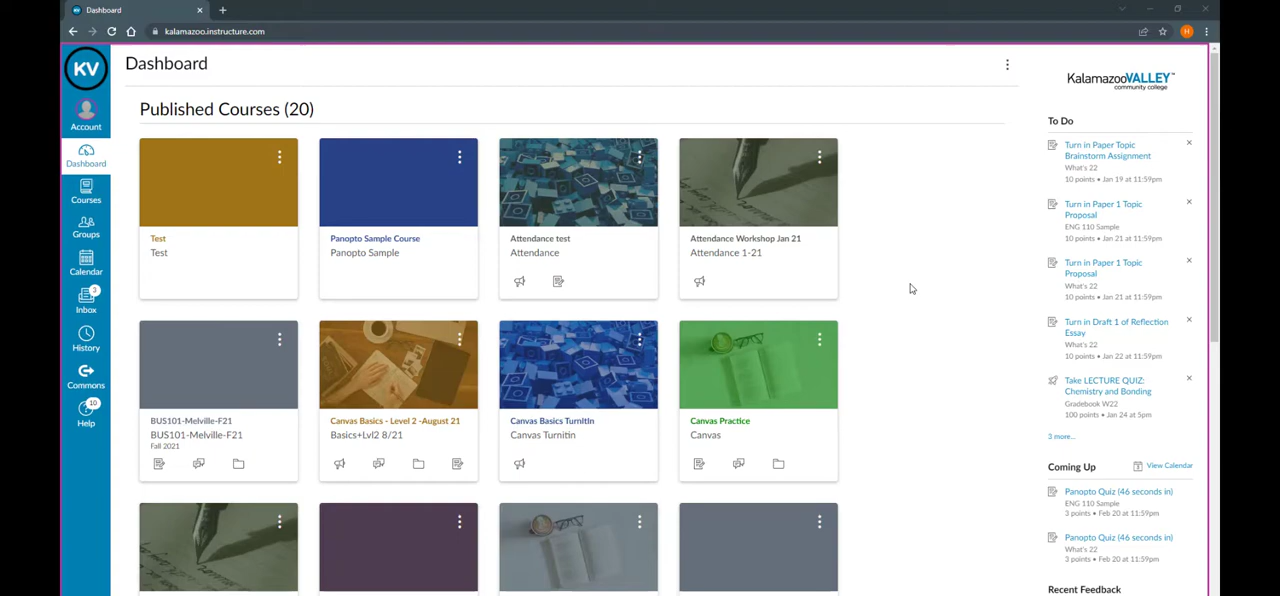 Dashboard
kalamazoo.instructure.com
H
KV
Account
Dashboard
Courses
Groups
Calendar
3
Inbox
History
Commons
10
Help
Dashboard
Published Courses (20)
Test
Test
Panopto Sample Course
Panopto Sample
Attendance test
Attendance
Attendance Workshop Jan 21
Attendance 1-21
BUS101-Melville-F21
BUS101-Melville-F21
Fall 2021
Canvas Basics - Level 2 -August 21
Basics+Lvl2 8/21
Canvas Basics TurnitIn
Canvas Turnitin
Canvas Practice
Canvas
KalamazooVALLEY™
community college
To Do
Turn in Paper Topic
Brainstorm Assignment
What's 22
10 points • Jan 19 at 11:59pm
Turn in Paper 1 Topic
Proposal
ENG 110 Sample
10 points • Jan 21 at 11:59pm
Turn in Paper 1 Topic
Proposal
What's 22
10 points • Jan 21 at 11:59pm
Turn in Draft 1 of Reflection
Essay
What's 22
10 points • Jan 22 at 11:59pm
Take LECTURE QUIZ:
Chemistry and Bonding
Gradebook W22
100 points • Jan 24 at 5pm
3 more...
Coming Up
View Calendar
Panopto Quiz (46 seconds in)
ENG 110 Sample
3 points • Feb 20 at 11:59pm
Panopto Quiz (46 seconds in)
What's 22
3 points • Feb 20 at 11:59pm
Recent Feedback